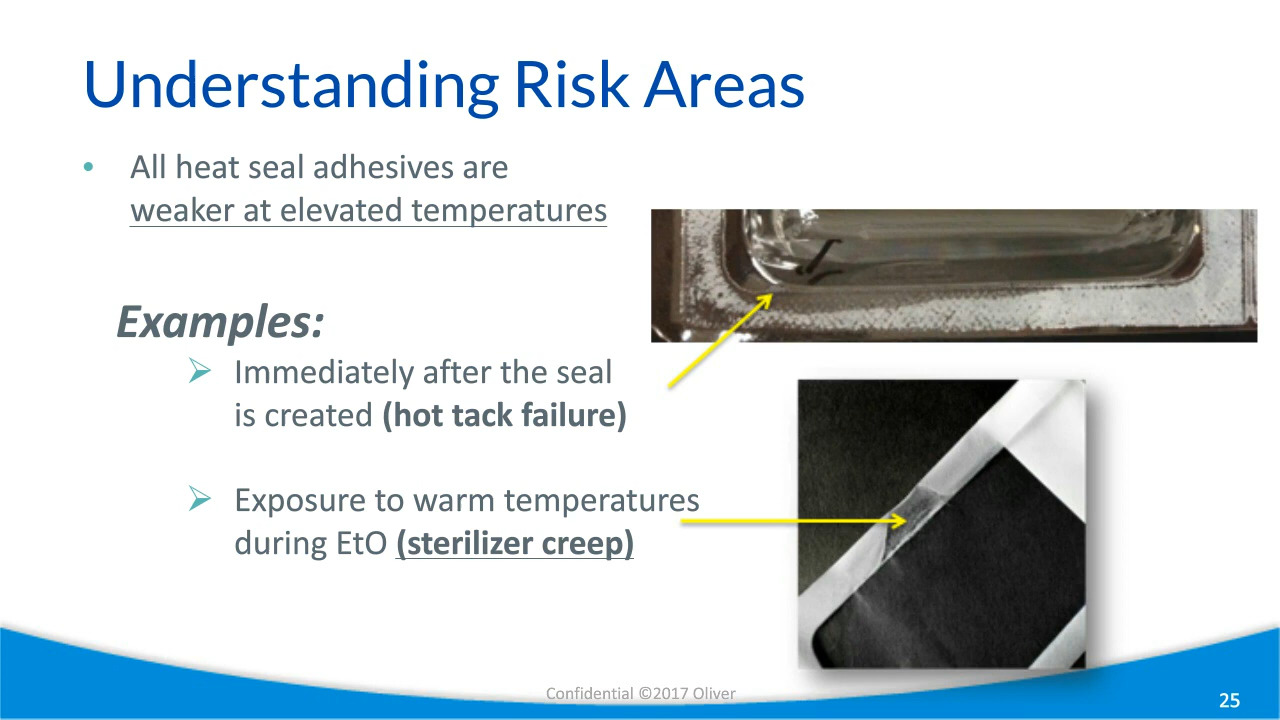 Understanding Risk Areas
• All heat seal adhesives are
weaker at elevated temperatures
Examples:
➢ Immediately after the seal
is created (hot tack failure)
➢ Exposure to warm temperatures
during EtO (sterilizer creep)
Confidential ©2017 Oliver
25